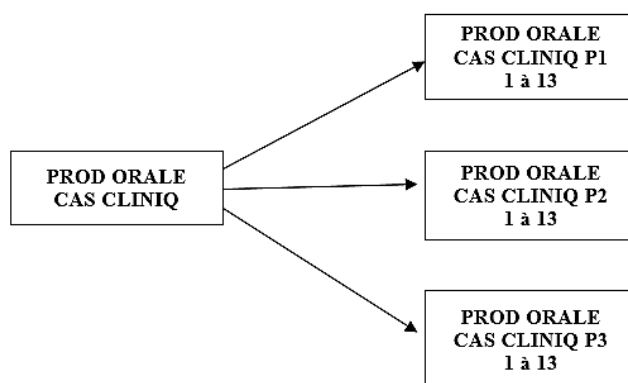 PROD ORALE
CAS CLINIQ
PROD ORALE
CAS CLINIQ P1
1 à 13
PROD ORALE
CAS CLINIQ P2
1 à 13
PROD ORALE
CAS CLINIQ P3
1 à 13